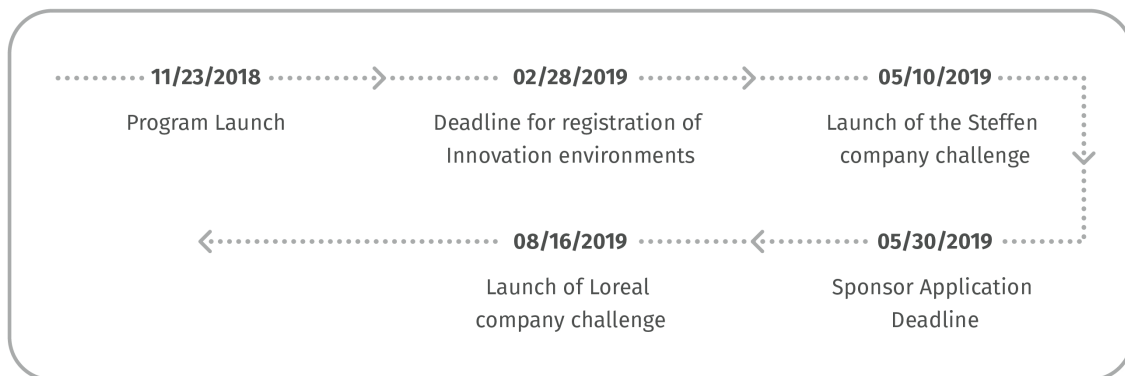 11/23/2018
Program Launch
02/28/2019
Deadline for registration of
Innovation environments
05/10/2019
Launch of the Steffen
company challenge
05/30/2019
Sponsor Application
Deadline
08/16/2019
Launch of Loreal
company challenge